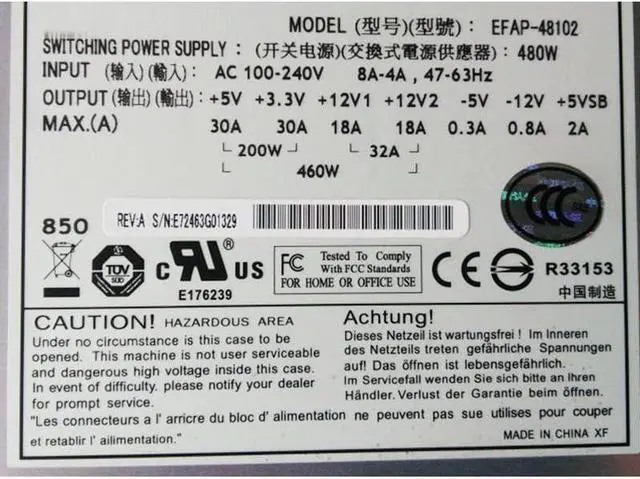 MODEL (型号)(型號): EFAP-48102
SWITCHING POWER SUPPLY : (开关电源)(交換式電源供應器) : 480W
INPUT (输入) (輸入) : AC 100-240V 8A-4A , 47-63Hz
OUTPUT (输出) (輸出) : +5V +3.3V +12V1 +12V2 -5V -12V +5VSB
MAX.(A) 30A 30A 18A 18A 0.3A 0.8A 2A
200W 32A
460W
850 REV:A S/N:E72463G01329
CCC
TÜV
c UR US
E176239
FC Tested To Comply
With FCC Standards
FOR HOME OR OFFICE USE
CE
R33153
中国制造
CAUTION! HAZARDOUS AREA
Under no circumstance is this case to be
opened. This machine is not user serviceable
and dangerous high voltage inside this case.
In event of difficulty, please notify your dealer
for prompt service.
Achtung!
Dieses Netzeil ist wartungsfrei ! Im Inneren
des Netzteils treten gefährliche Spannungen
auf! Das öffnen ist lebensgefährlich.
Im Servicefall wenden Sie sich bitte an Ihren
Händler. Verlust der Garantie beim öffnen.
"Les connecteurs a l' arricre du bloc d' alimentation ne peuvent pas sue utilises pour couper
et retablir l' ailimentation."
MADE IN CHINA XF